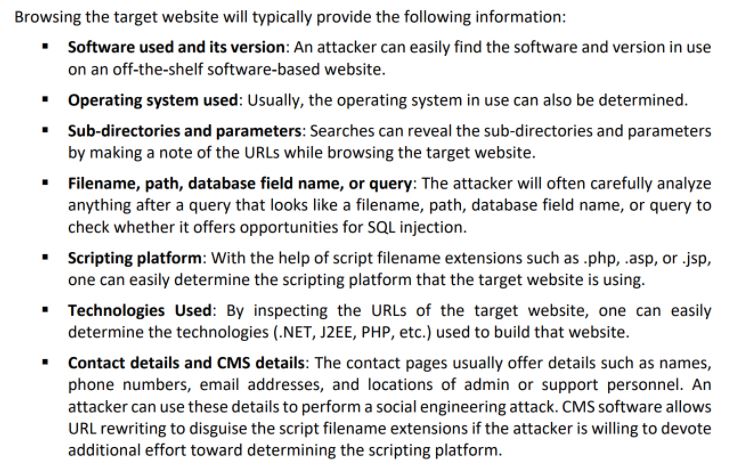 Browsing the target website will typically provide the following information:
▪ Software used and its version: An attacker can easily find the software and version in use
on an off-the-shelf software-based website.
▪ Operating system used: Usually, the operating system in use can also be determined.
▪ Sub-directories and parameters: Searches can reveal the sub-directories and parameters
by making a note of the URLs while browsing the target website.
▪ Filename, path, database field name, or query: The attacker will often carefully analyze
anything after a query that looks like a filename, path, database field name, or query to
check whether it offers opportunities for SQL injection.
▪ Scripting platform: With the help of script filename extensions such as .php, .asp, or .jsp,
one can easily determine the scripting platform that the target website is using.
▪ Technologies Used: By inspecting the URLs of the target website, one can easily
determine the technologies (.NET, J2EE, PHP, etc.) used to build that website.
▪ Contact details and CMS details: The contact pages usually offer details such as names,
phone numbers, email addresses, and locations of admin or support personnel. An
attacker can use these details to perform a social engineering attack. CMS software allows
URL rewriting to disguise the script filename extensions if the attacker is willing to devote
additional effort toward determining the scripting platform.